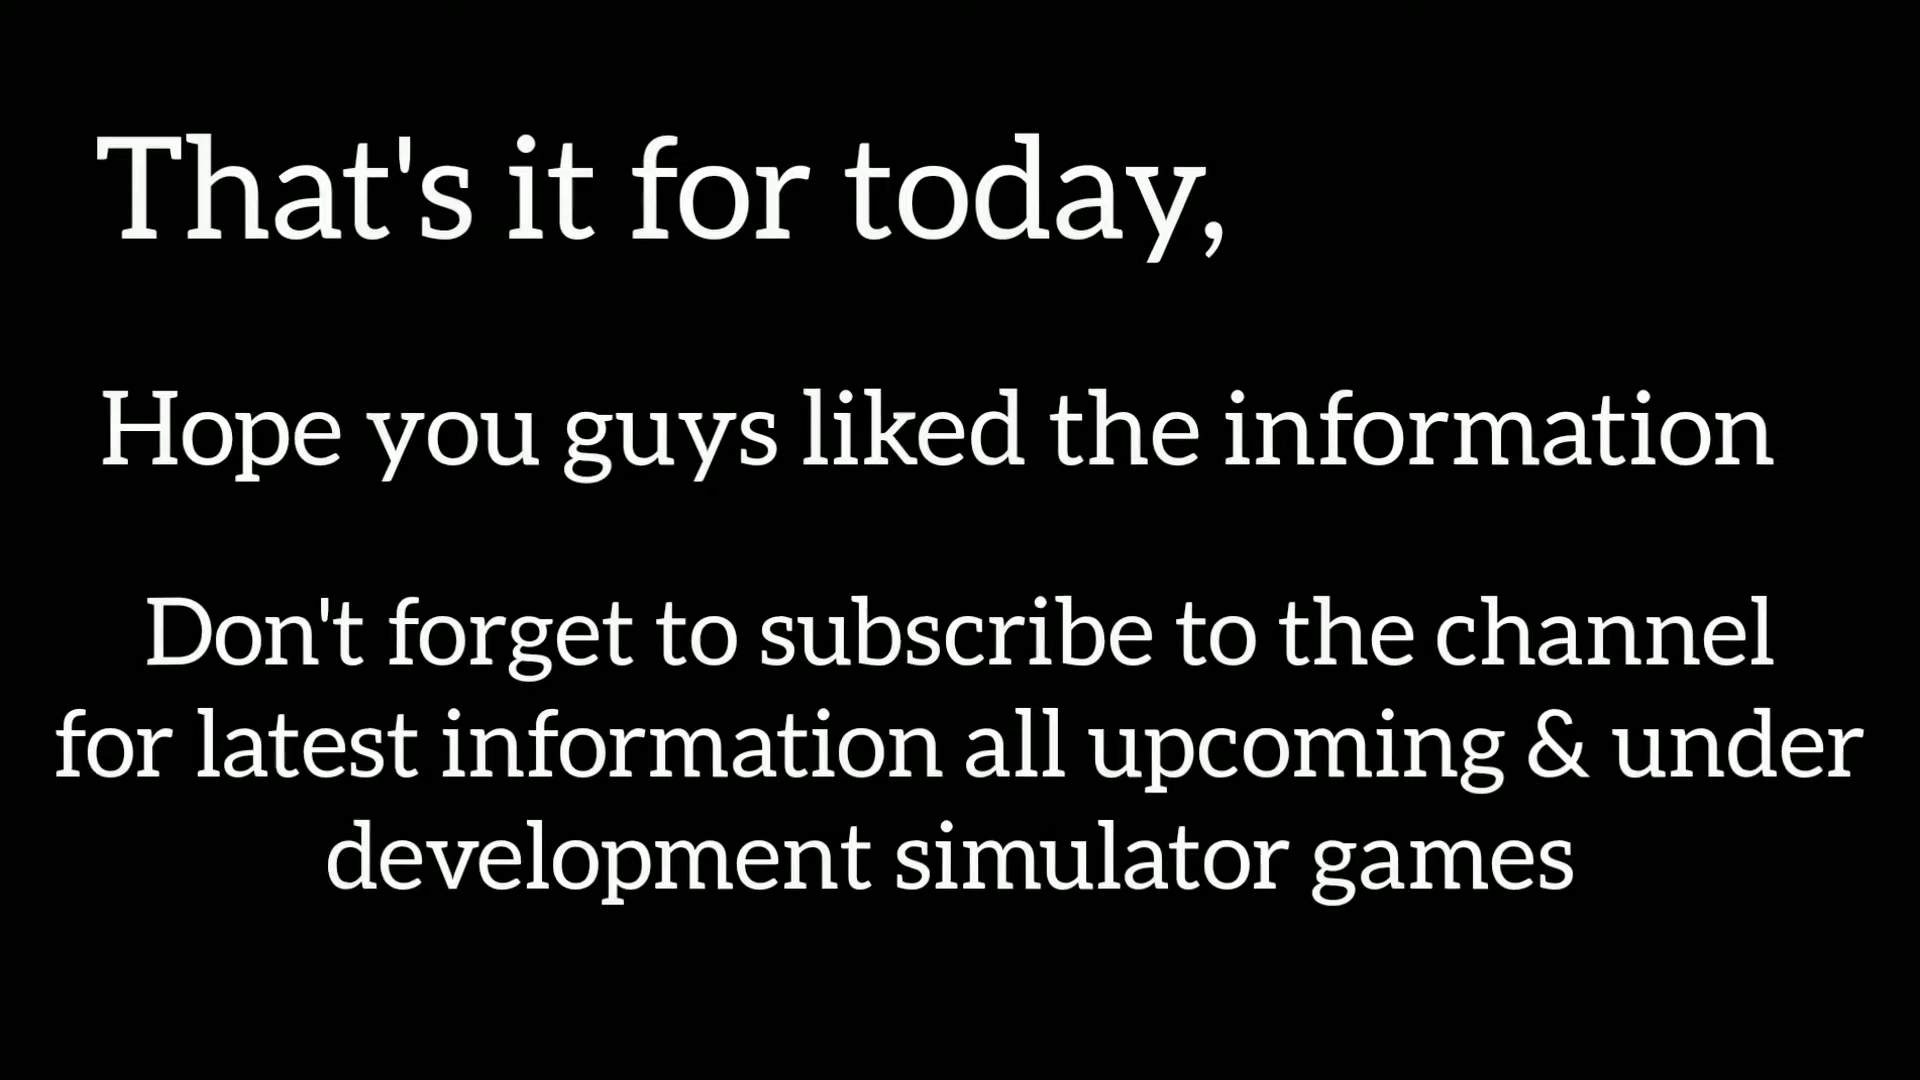 That's it for today,
Hope you guys liked the information
Don't forget to subscribe to the channel
for latest information all upcoming & under
development simulator games